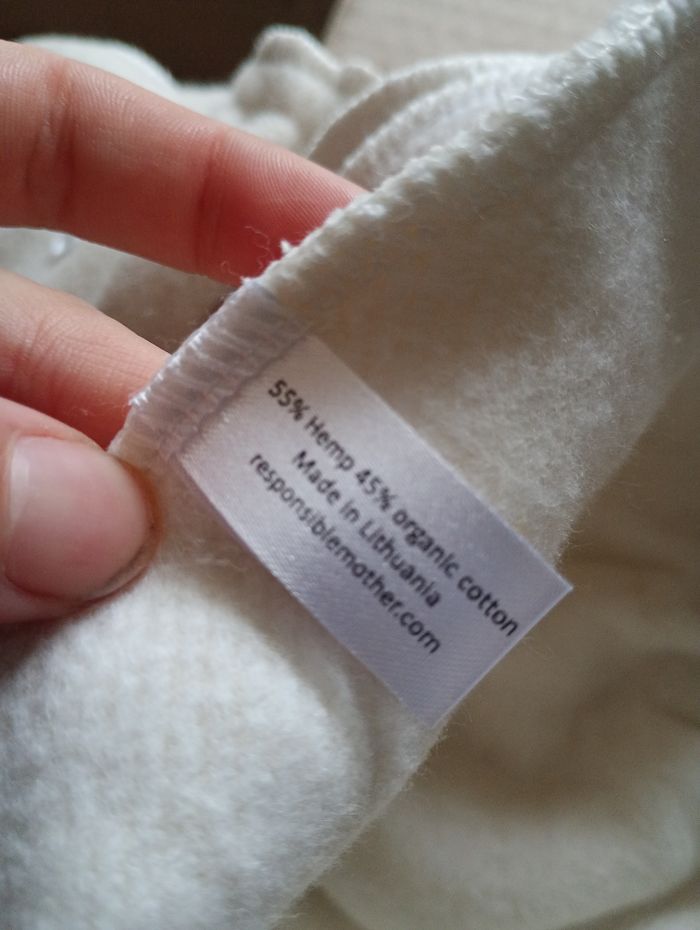 55% Hemp 45% organic cotton
Made in Lithuania
responsiblemother.com